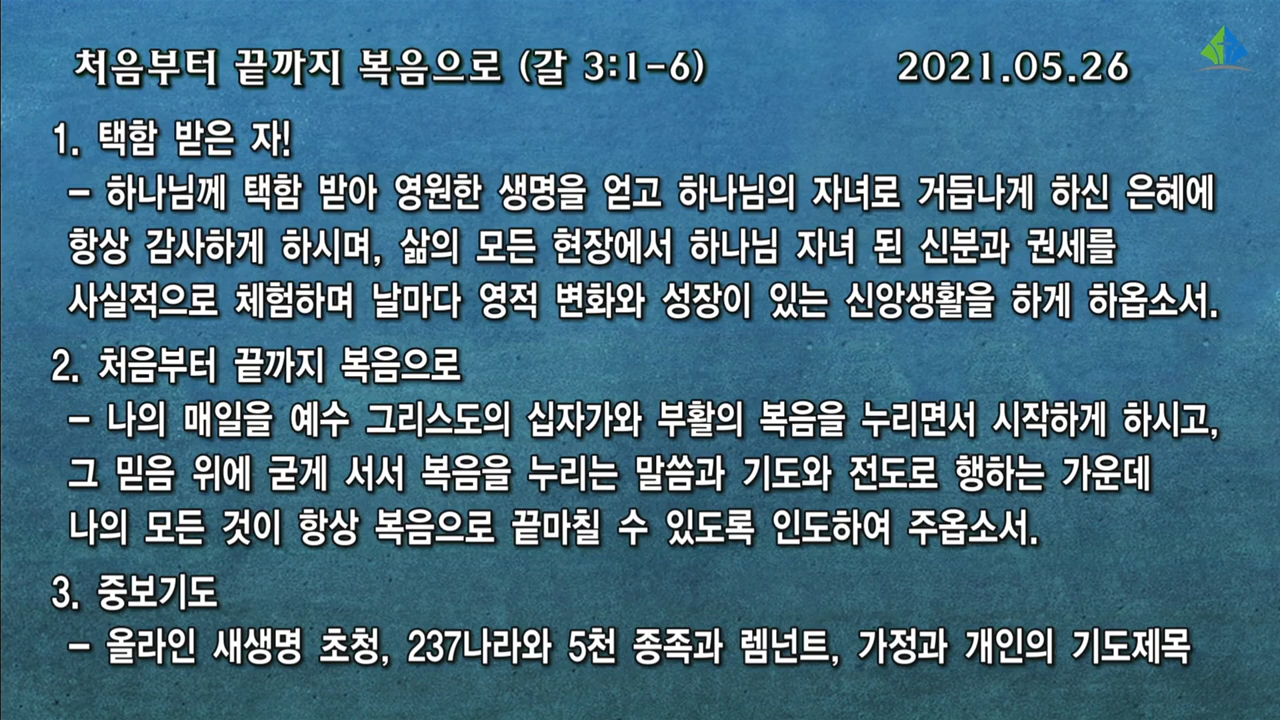 처음부터 끝까지 복음으로 (갈 3:1-6) 2021.05.26
1. 택함 받은 자!
- 하나님께 택함 받아 영원한 생명을 얻고 하나님의 자녀로 거듭나게 하신 은혜에
항상 감사하게 하시며, 삶의 모든 현장에서 하나님 자녀 된 신분과 권세를
사실적으로 체험하며 날마다 영적 변화와 성장이 있는 신앙생활을 하게 하옵소서.
2. 처음부터 끝까지 복음으로
- 나의 매일을 예수 그리스도의 십자가와 부활의 복음을 누리면서 시작하게 하시고,
그 믿음 위에 굳게 서서 복음을 누리는 말씀과 기도와 전도로 행하는 가운데
나의 모든 것이 항상 복음으로 끝마칠 수 있도록 인도하여 주옵소서.
3. 중보기도
- 올라인 새생명 초청, 237나라와 5천 종족과 렘넌트, 가정과 개인의 기도제목